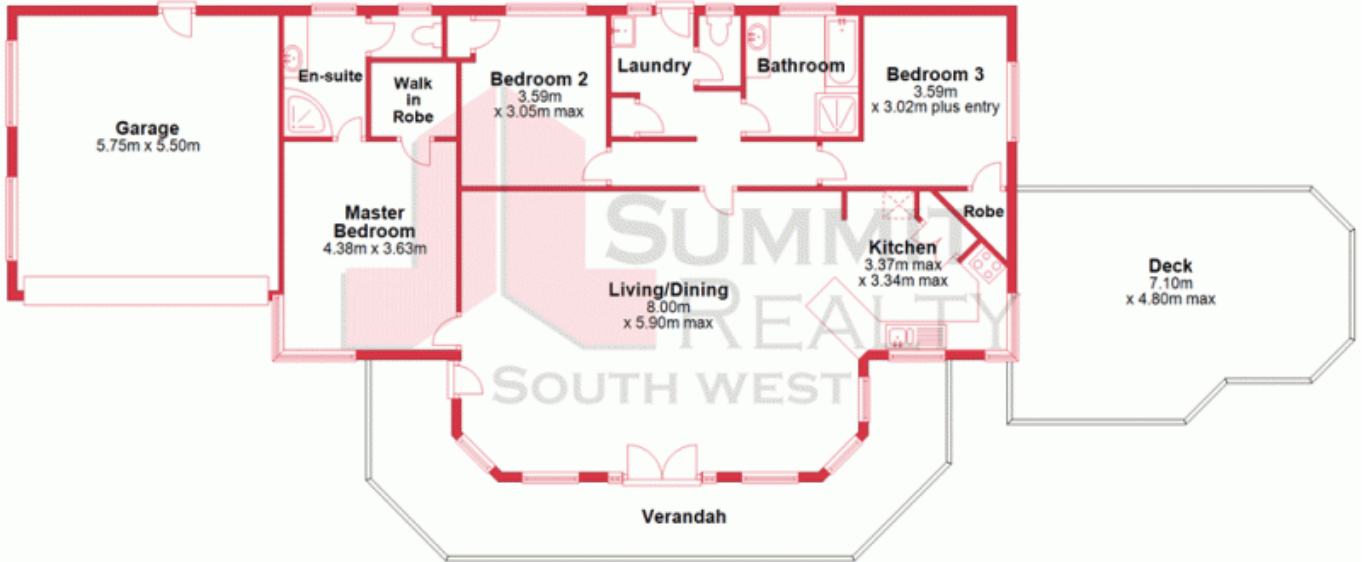 Garage
5.75m x 5.50m
En-suite
Walk
in
Robe
Master
Bedroom
4.38m x 3.63m
Bedroom 2
3.59m
x 3.05m max
Laundry
Bathroom
Bedroom 3
3.59m
x 3.02m plus entry
Robe
Kitchen
3.37m max
x 3.34m max
Living/Dining
8.00m
x 5.90m max
Deck
7.10m
x 4.80m max
Verandah
SUMMIT
REALTY
SOUTH WEST